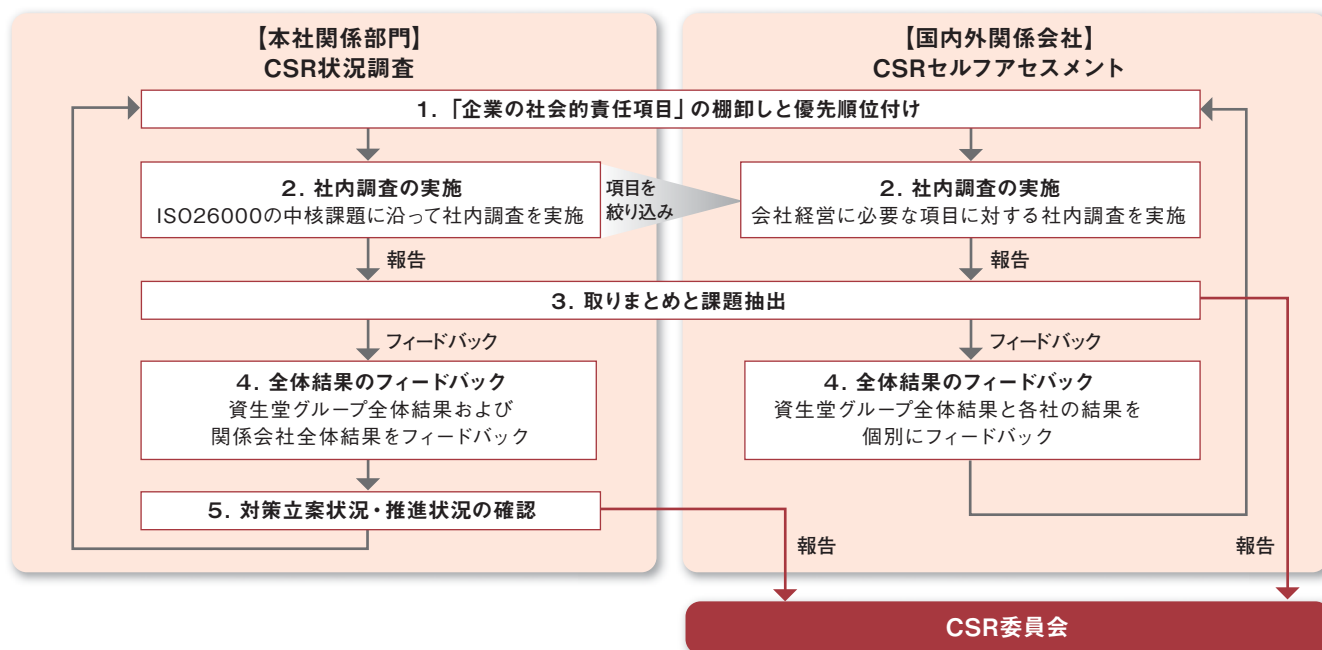 【本社関係部門】
CSR状況調査
【国内外関係会社】
CSRセルフアセスメント
1.「企業の社会的責任項目」の棚卸しと優先順位付け
2. 社内調査の実施
ISO26000の中核課題に沿って社内調査を実施
項目を
絞り込み
2. 社内調査の実施
会社経営に必要な項目に対する社内調査を実施
報告
報告
3. 取りまとめと課題抽出
フィードバック
フィードバック
4. 全体結果のフィードバック
資生堂グループ全体結果および
関係会社全体結果をフィードバック
4. 全体結果のフィードバック
資生堂グループ全体結果と各社の結果を
個別にフィードバック
5. 対策立案状況・推進状況の確認
報告
報告
CSR委員会